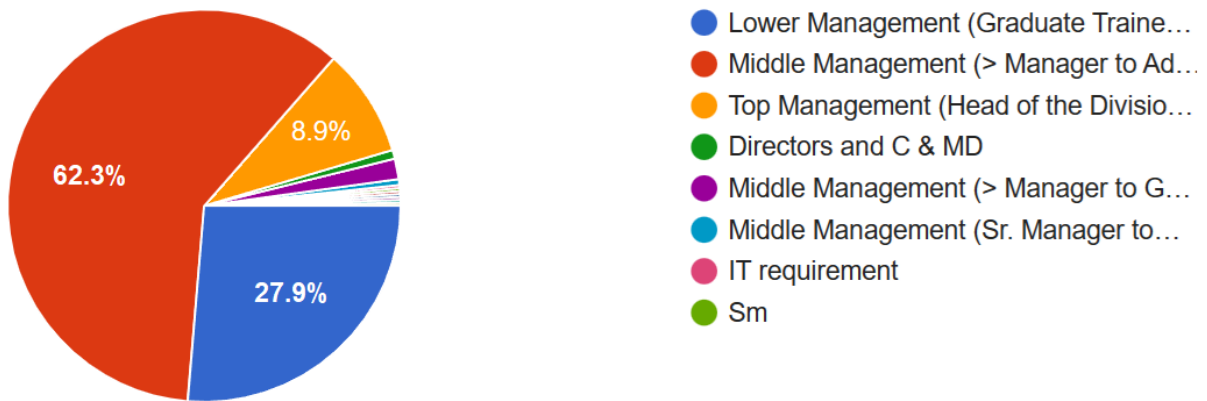 62.3%
8.9%
27.9%
Lower Management (Graduate Traine…
Middle Management (> Manager to Ad…
Top Management (Head of the Divisio…
Directors and C & MD
Middle Management (> Manager to G…
Middle Management (Sr. Manager to…
IT requirement
Sm